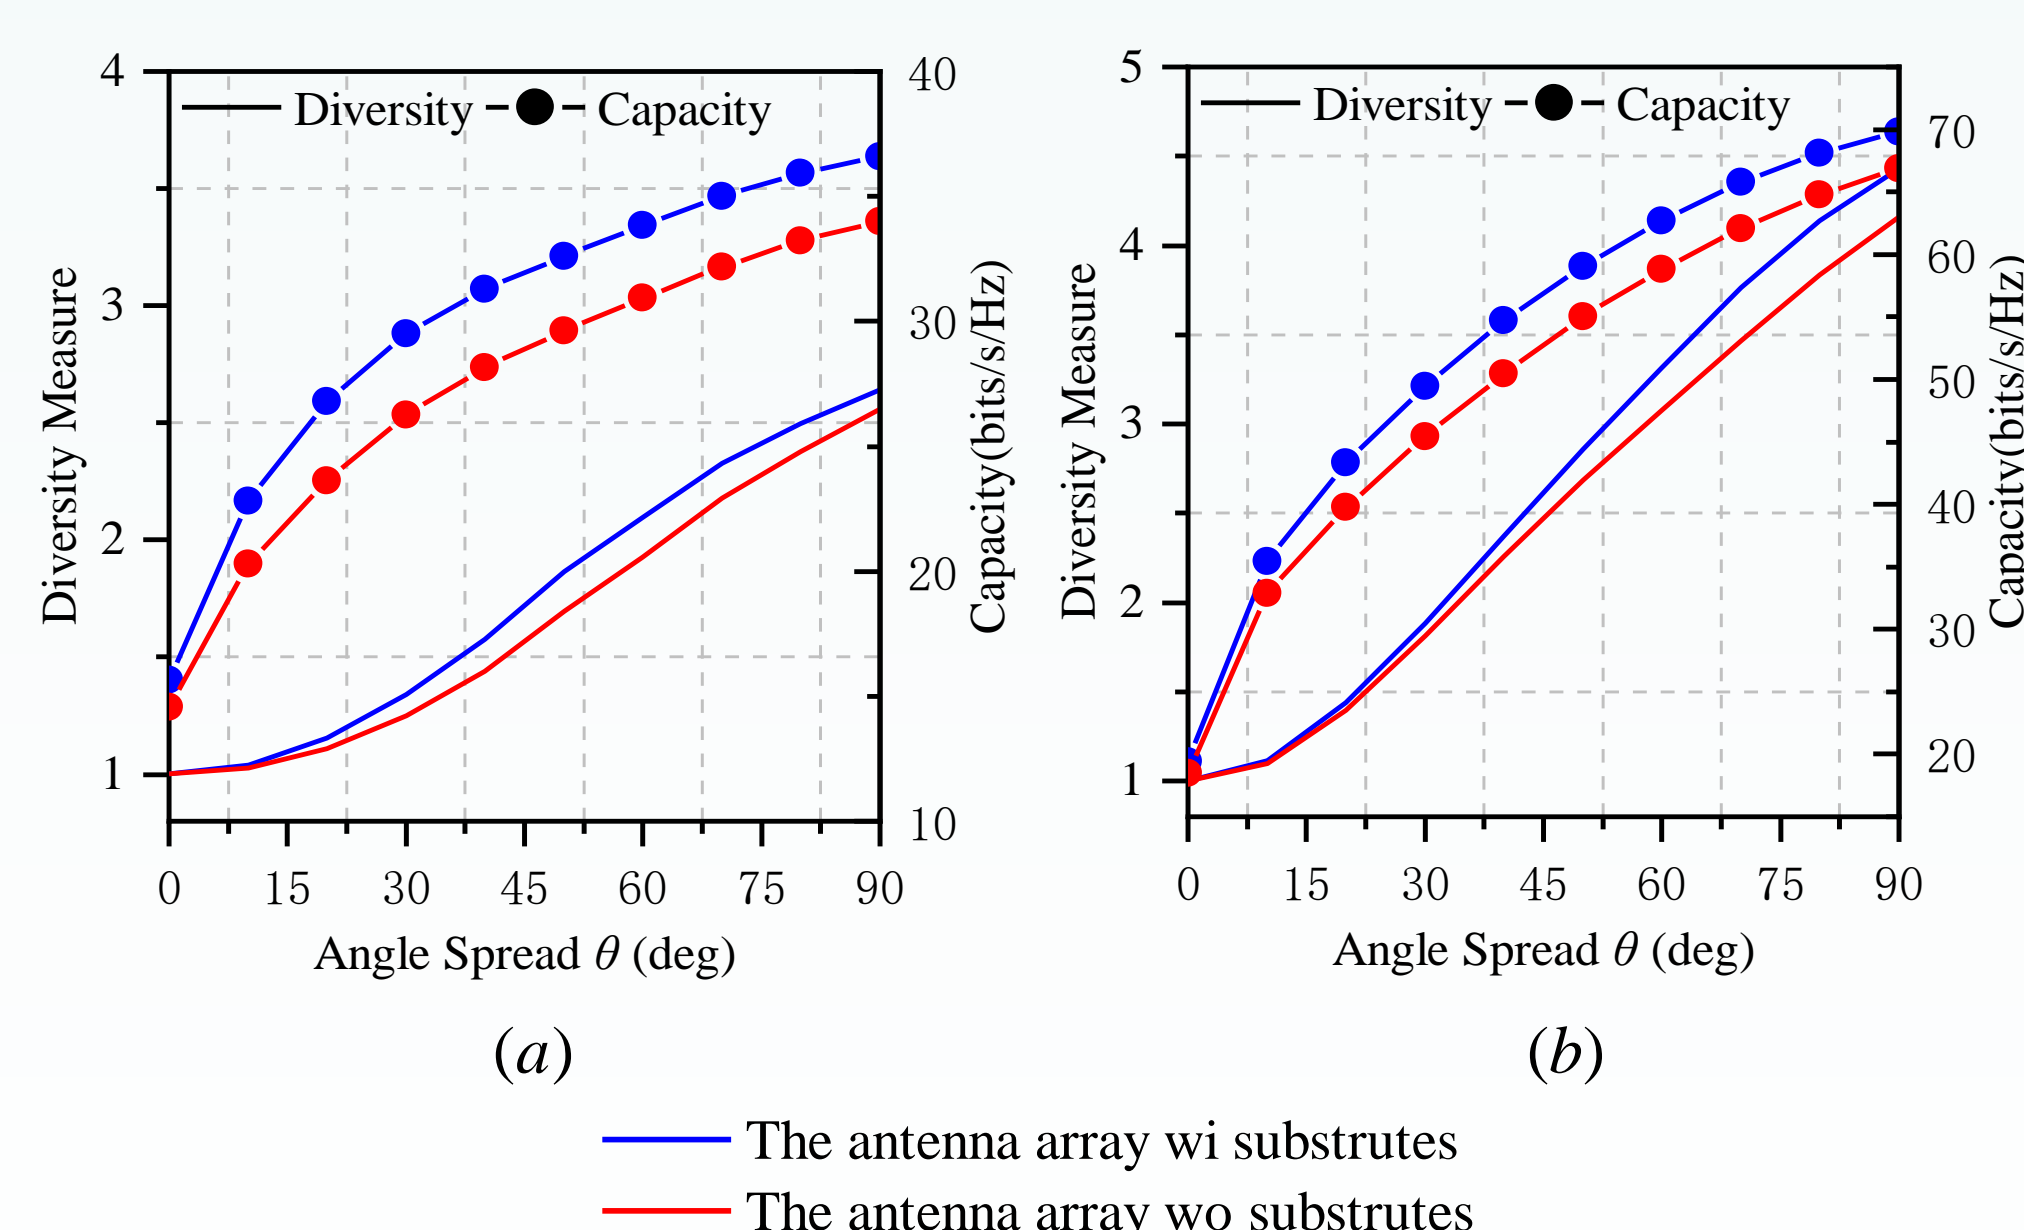 Diversity Capacity
4
3
2
1
40
30
20
10
Diversity Measure
Capacity(bits/s/Hz)
0 15 30 45 60 75 90
Angle Spread θ (deg)
(a)
Diversity Capacity
5
4
3
2
1
70
60
50
40
30
20
Diversity Measure
Capacity(bits/s/Hz)
0 15 30 45 60 75 90
Angle Spread θ (deg)
(b)
The antenna array wi substrutes
The antenna array wo substrutes